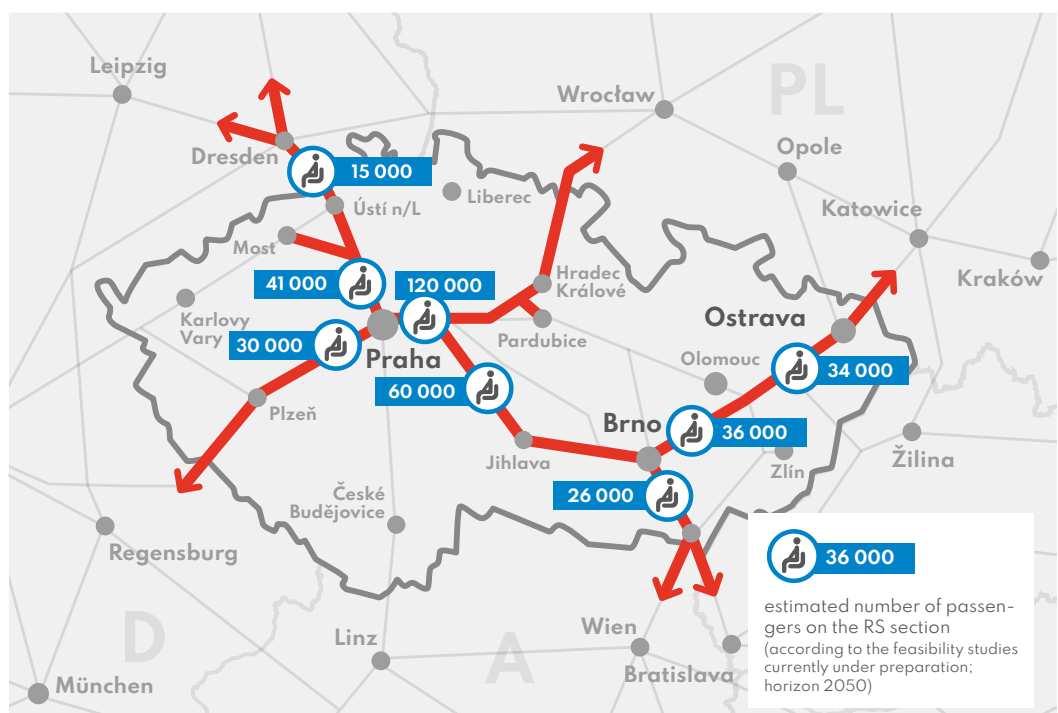 Leipzig
PL
Wrocław
Dresden
15 000
Opole
Liberec
Ústí n/L
Katowice
Most
Kraków
41 000
120 000
Hradec
Králové
Karlovy
Vary
30 000
Praha
Pardubice
Ostrava
Olomouc
34 000
60 000
Plzeň
Brno
36 000
Jihlava
Zlín
Žilina
České
Budějovice
26 000
Regensburg
36 000
estimated number of passen-
gers on the RS section
(according to the feasibility studies
currently under preparation;
horizon 2050)
D
Linz
A
Wien
Bratislava
München